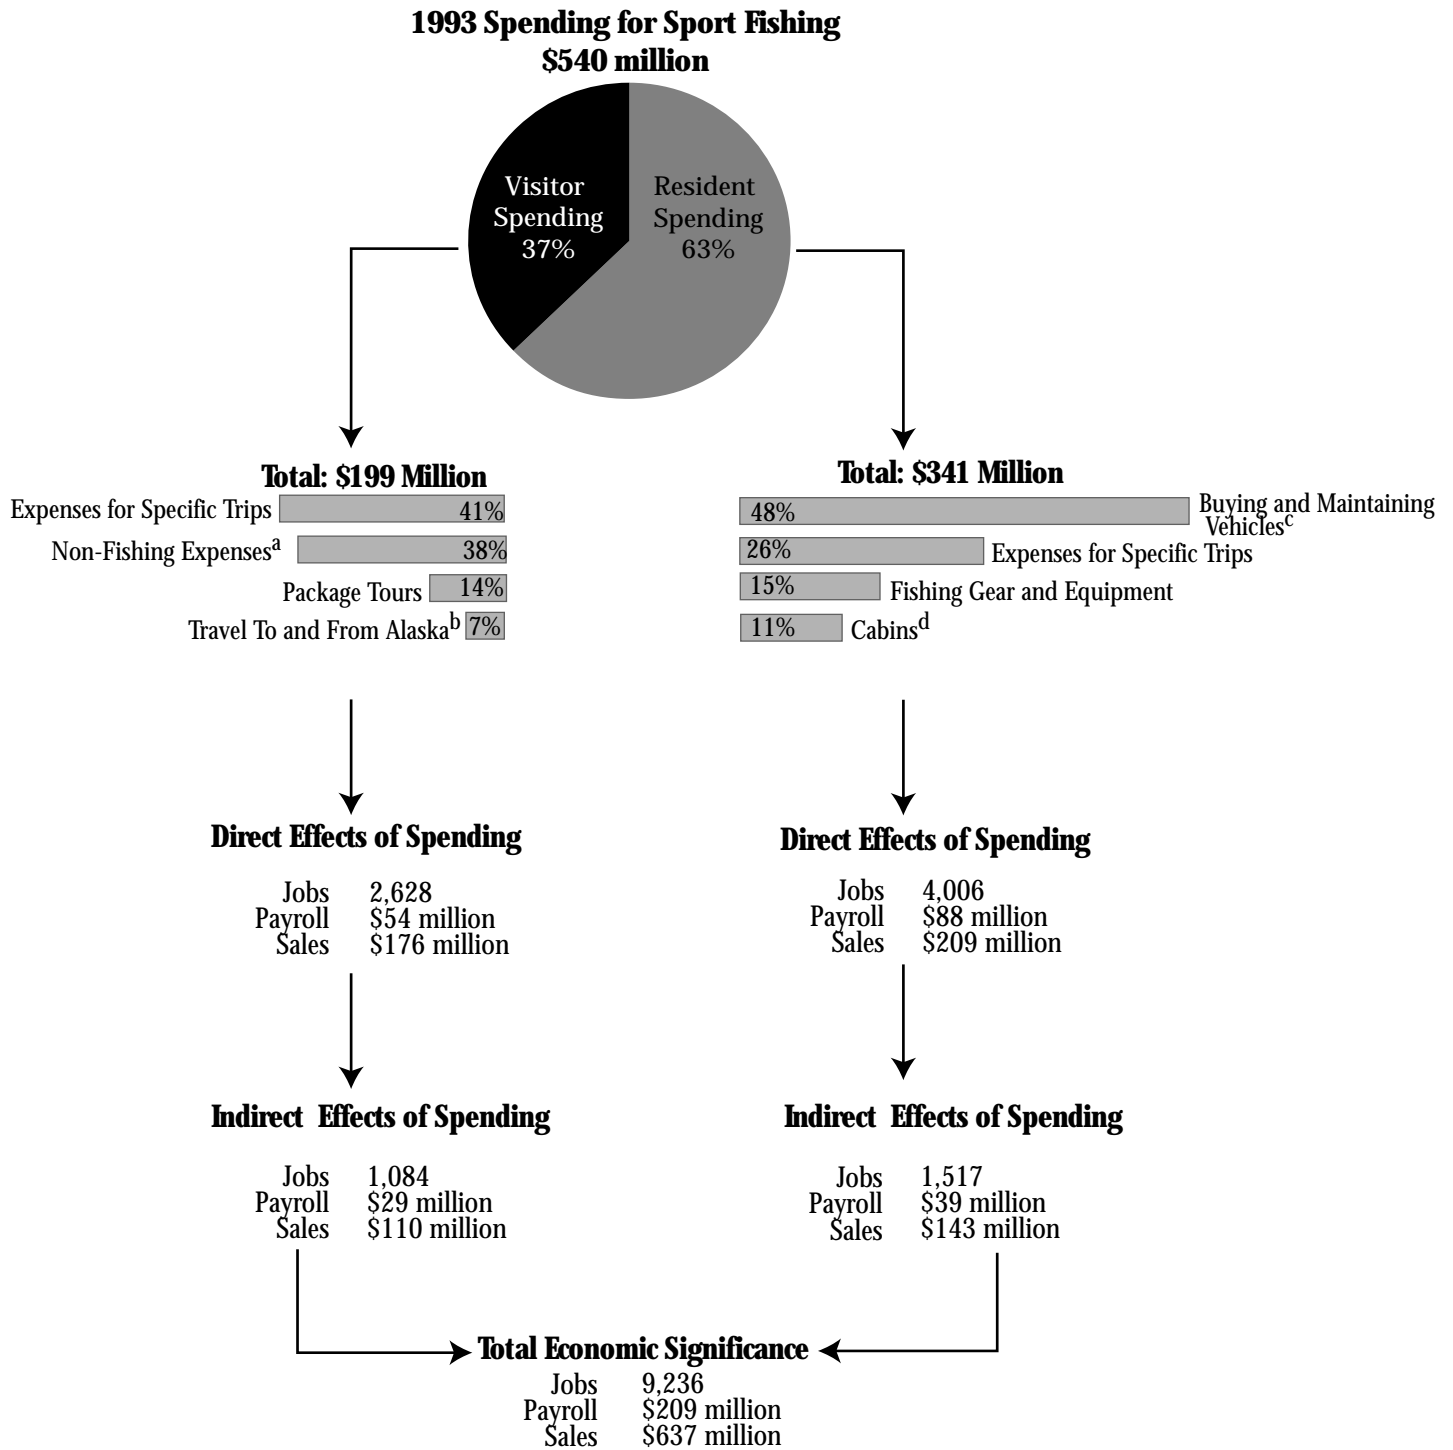 1993 Spending for Sport Fishing
$540 million
Visitor
Spending
37%
Resident
Spending
63%
Total: $199 Million
Expenses for Specific Trips 41%
Non-Fishing Expensesa 38%
Package Tours 14%
Travel To and From Alaskab 7%
Total: $341 Million
48% Buying and Maintaining
Vehiclesc
26% Expenses for Specific Trips
15% Fishing Gear and Equipment
11% Cabinsd
Direct Effects of Spending
Jobs 2,628
Payroll $54 million
Sales $176 million
Direct Effects of Spending
Jobs 4,006
Payroll $88 million
Sales $209 million
Indirect Effects of Spending
Jobs 1,084
Payroll $29 million
Sales $110 million
Indirect Effects of Spending
Jobs 1,517
Payroll $39 million
Sales $143 million
Total Economic Significance
Jobs 9,236
Payroll $209 million
Sales $637 million